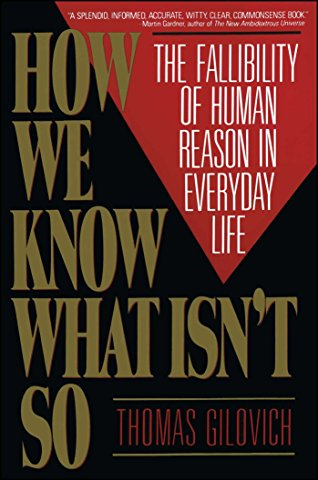 "A SPLENDID, INFORMED, ACCURATE, WITTY, CLEAR, COMMONSENSE BOOK."
- Martin Gardner, author of The New Ambidextrous Universe
HOW
WE
KNOW
WHAT ISN'T
SO
THE FALLIBILITY
OF HUMAN
REASON IN
EVERYDAY
LIFE
THOMAS GILOVICH